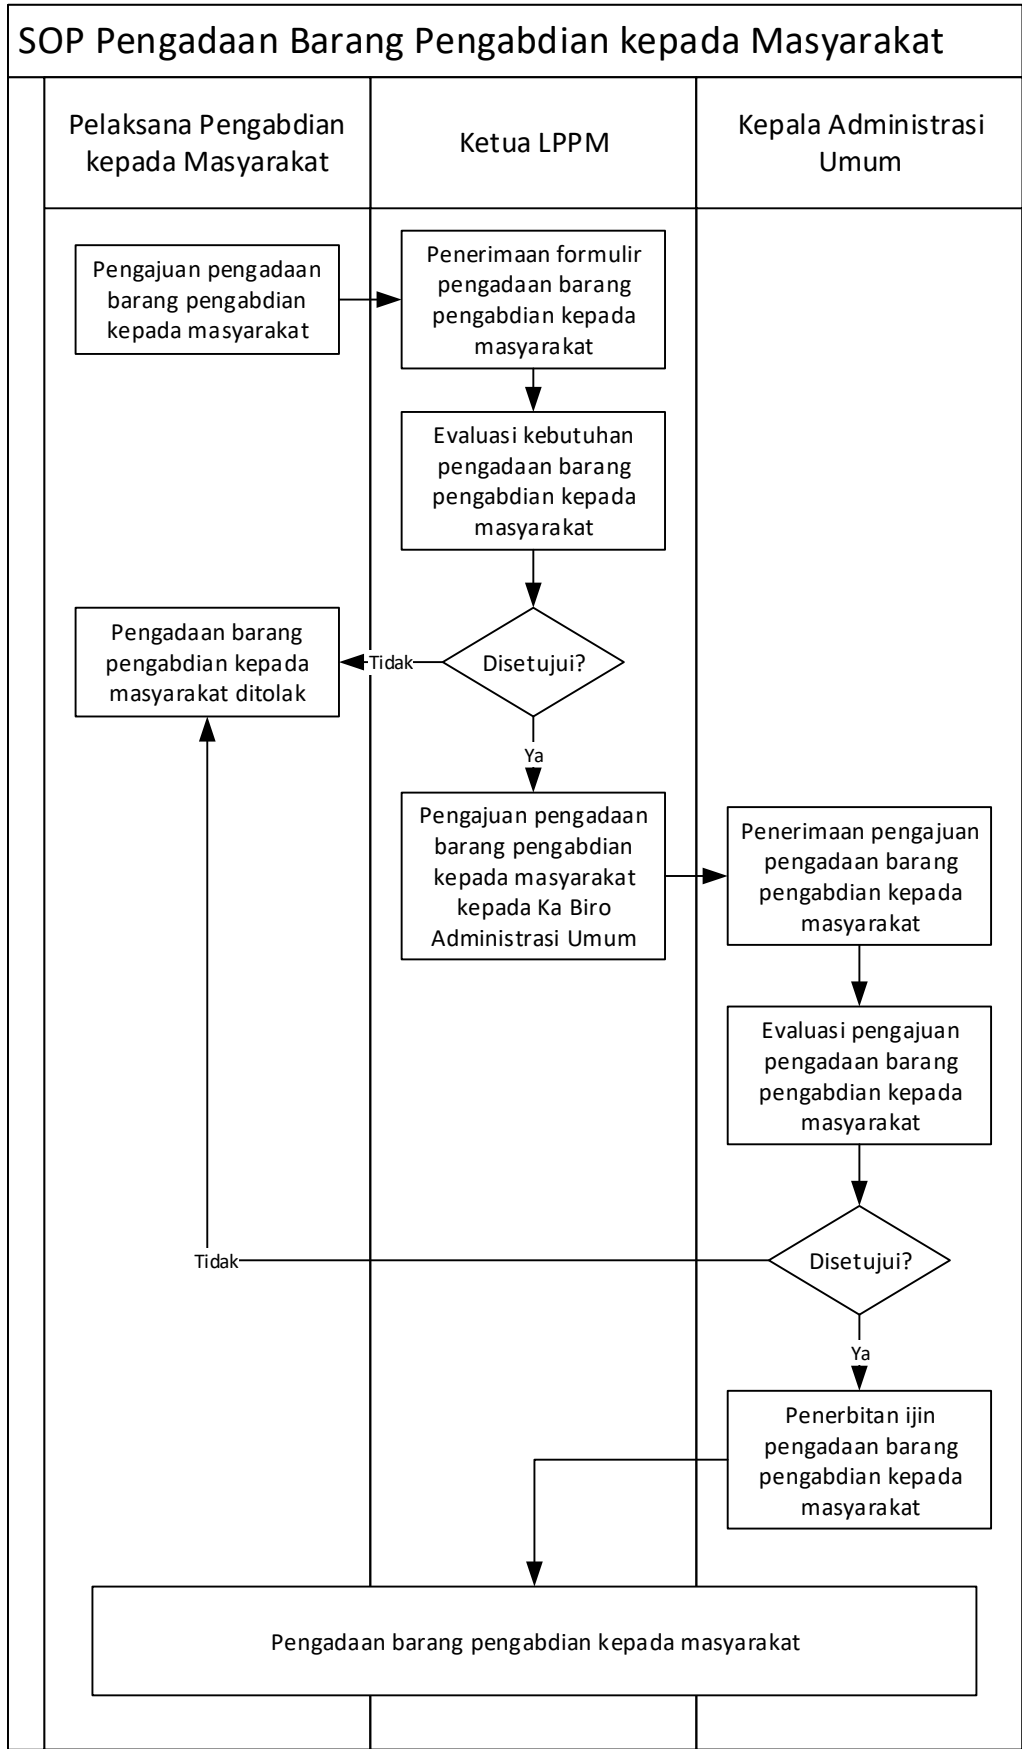 SOP Pengadaan Barang Pengabdian kepada Masyarakat
Pelaksana Pengabdian
kepada Masyarakat
Ketua LPPM
Kepala Administrasi
Umum
Pengajuan pengadaan
barang pengabdian
kepada masyarakat
Penerimaan formulir
pengadaan barang
pengabdian kepada
masyarakat
Evaluasi kebutuhan
pengadaan barang
pengabdian kepada
masyarakat
Pengadaan barang
pengabdian kepada
masyarakat ditolak
Tidak
Disetujui?
Ya
Pengajuan pengadaan
barang pengabdian
kepada masyarakat
kepada Ka Biro
Administrasi Umum
Penerimaan pengajuan
pengadaan barang
pengabdian kepada
masyarakat
Evaluasi pengajuan
pengadaan barang
pengabdian kepada
masyarakat
Tidak
Disetujui?
Ya
Penerbitan ijin
pengadaan barang
pengabdian kepada
masyarakat
Pengadaan barang pengabdian kepada masyarakat